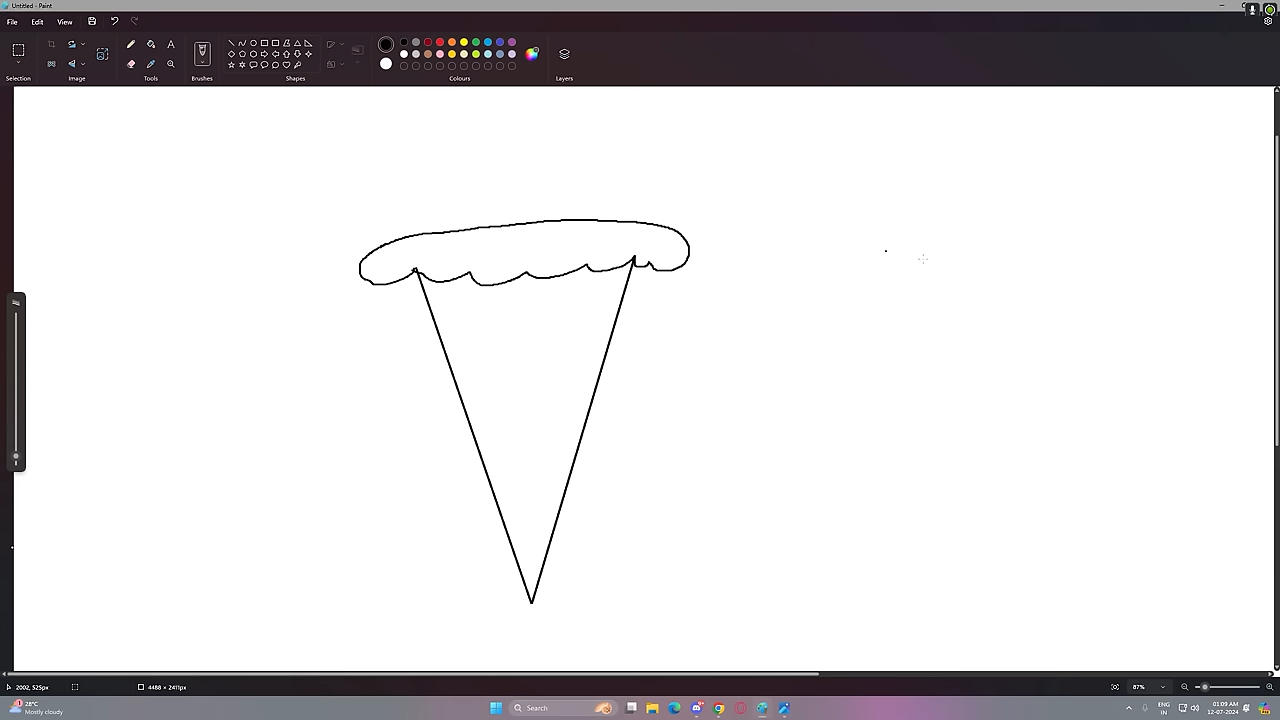 Untitled - Paint
File Edit View
Selection Image Tools Brushes Shapes Colours Layers
2002, 525px 4488 × 2411px 87%
28°C
Mostly cloudy
Search
ENG
IN
01:09 AM
12-07-2024